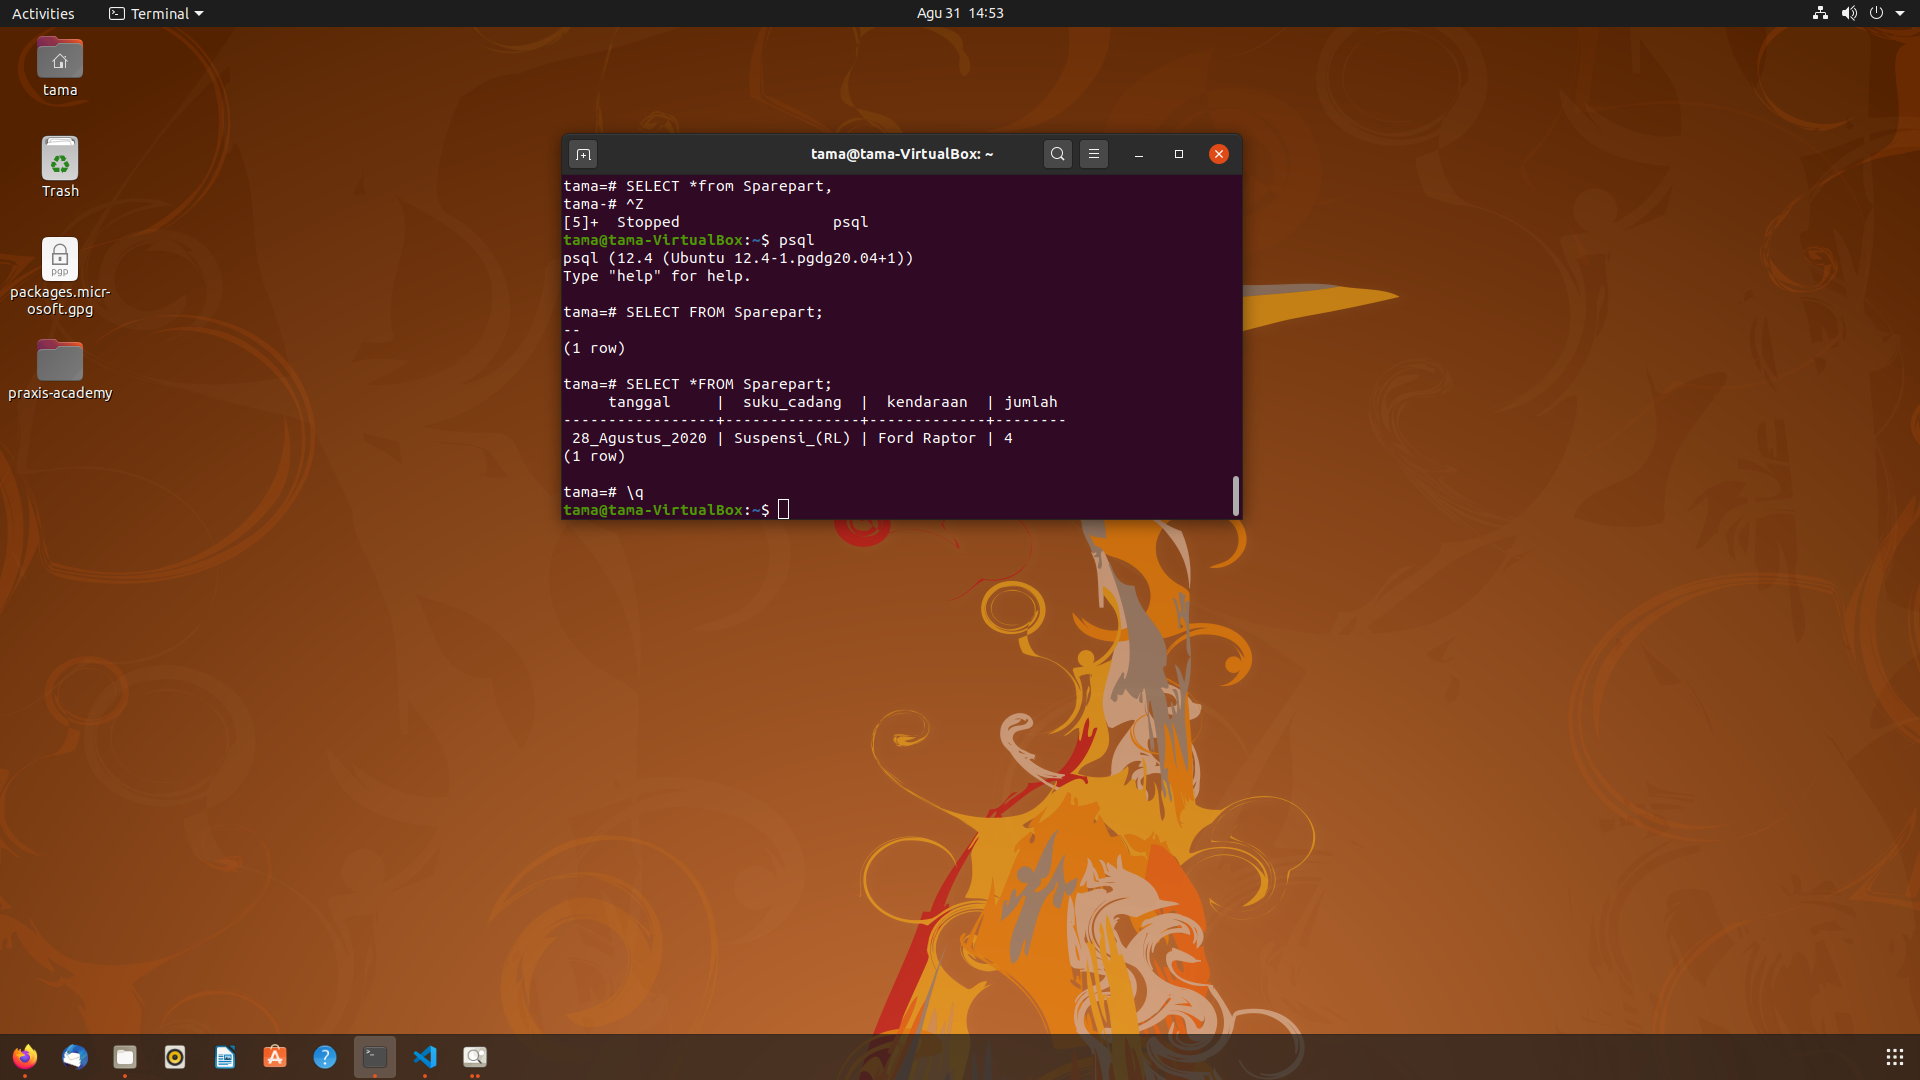 Activities
Terminal
Agu 31 14:53
tama
Trash
pgp
packages.micr-
osoft.gpg
praxis-academy
tama@tama-VirtualBox: ~
tama=# SELECT *from Sparepart,
tama-# ^Z
[5]+  Stopped                 psql
tama@tama-VirtualBox:~$ psql
psql (12.4 (Ubuntu 12.4-1.pgdg20.04+1))
Type "help" for help.
tama=# SELECT FROM Sparepart;
--
(1 row)
tama=# SELECT *FROM Sparepart;
     tanggal     |  suku_cadang  |  kendaraan  | jumlah
-----------------+---------------+-------------+--------
 28_Agustus_2020 | Suspensi_(RL) | Ford Raptor | 4
(1 row)
tama=# \q
tama@tama-VirtualBox:~$